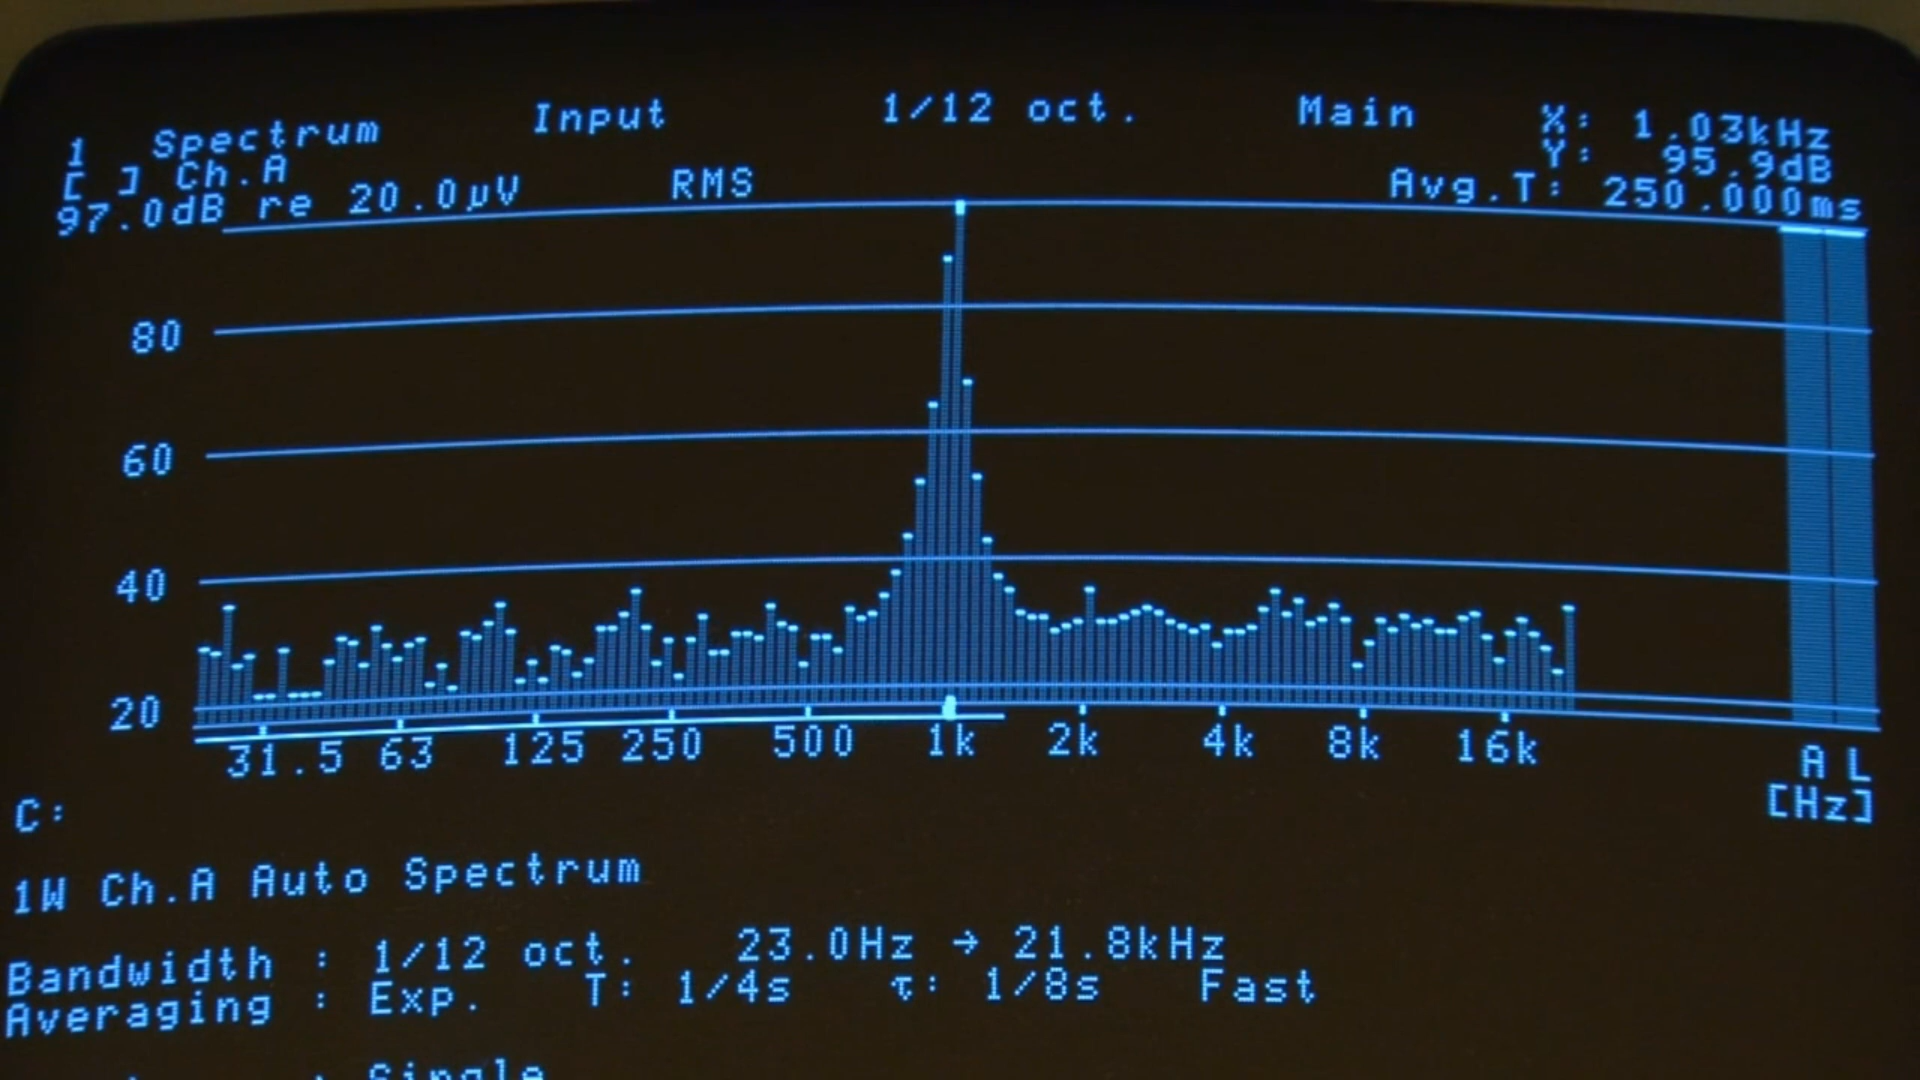 1 Spectrum Input 1/12 oct. Main X: 1.03kHz
[ ] Ch.A Y: 95.9dB
97.0dB re 20.0µV RMS Avg.T: 250.000ms
80
60
40
20
31.5 63 125 250 500 1k 2k 4k 8k 16k A L
[Hz]
C:
1W Ch.A Auto Spectrum
Bandwidth : 1/12 oct. 23.0Hz → 21.8kHz
Averaging : Exp. T: 1/4s τ: 1/8s Fast
: Single